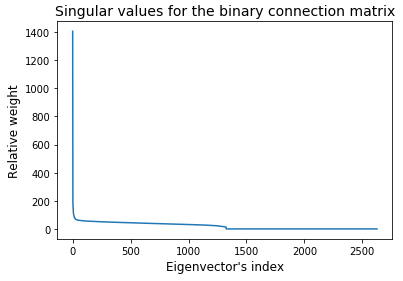 Singular values for the binary connection matrix
1400
1200
1000
800
600
400
200
0
Relative weight
0 500 1000 1500 2000 2500
Eigenvector's index